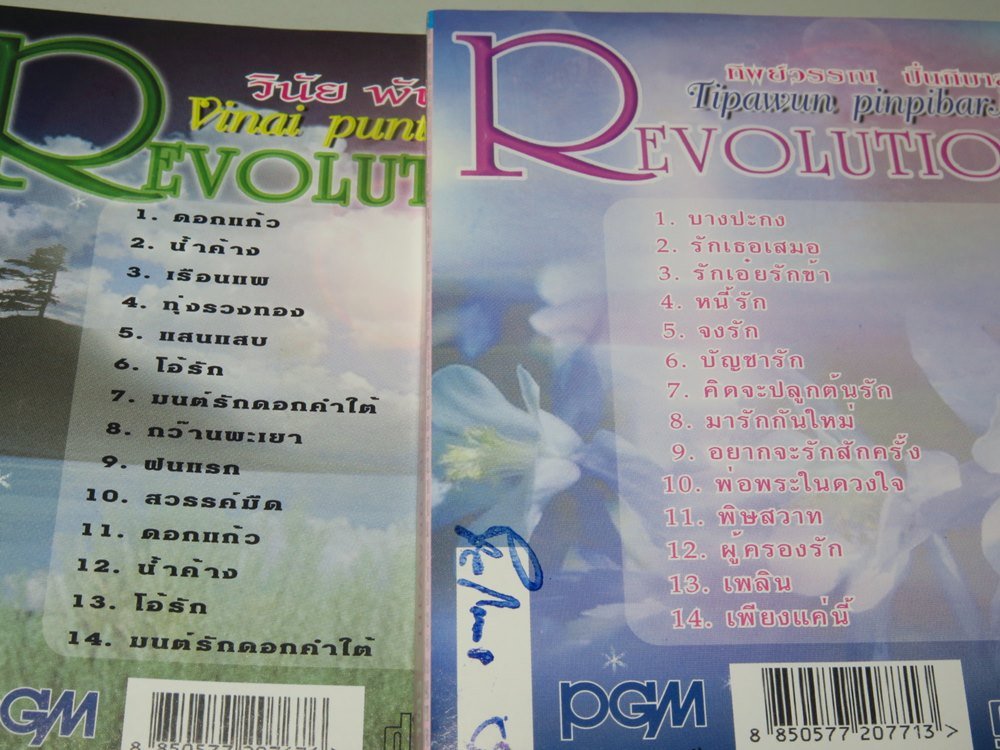 REVOLUT
วินัย พัน
Vinai punt
1. ดอกแก้ว
2. น้ำค้าง
3. เรือนแพ
4. ทุ่งรวงทอง
5. แสนแสบ
6. โอ้รัก
7. มนต์รักดอกคำใต้
8. กว๊านพะเยา
9. ฝนแรก
10. สวรรค์มืด
11. ดอกแก้ว
12. น้ำค้าง
13. โอ้รัก
14. มนต์รักดอกคำใต้
GM
ทิพย์วรรณ ปิ่นภิบาล
Tipawun pinpibar
REVOLUTIO
1. บางปะกง
2. รักเธอเสมอ
3. รักเอ๋ยรักข้า
4. หนี้รัก
5. จงรัก
6. บัญชารัก
7. คิดจะปลูกต้นรัก
8. มารักกันใหม่
9. อยากจะรักสักครั้ง
10. พ่อพระในดวงใจ
11. พิษสวาท
12. ผู้ครองรัก
13. เพลิน
14. เพียงแค่นี้
PGM
8 850577 207713 >